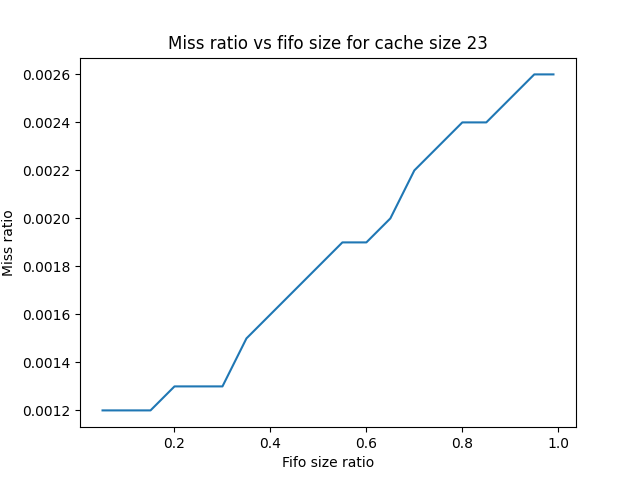 Miss ratio vs fifo size for cache size 23
0.0026
0.0024
0.0022
0.0020
0.0018
0.0016
0.0014
0.0012
Miss ratio
0.2 0.4 0.6 0.8 1.0
Fifo size ratio